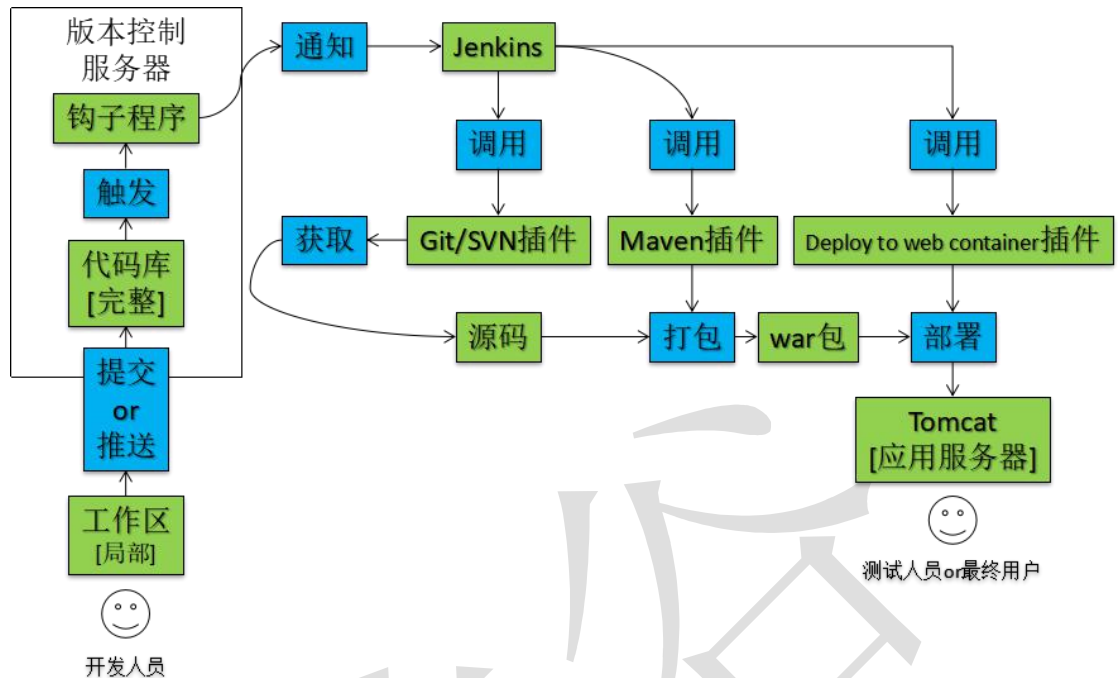 版本控制
服务器
钩子程序
触发
代码库
[完整]
提交
or
推送
工作区
[局部]
开发人员
通知
Jenkins
调用
调用
调用
获取
Git/SVN插件
Maven插件
Deploy to web container插件
源码
打包
war包
部署
Tomcat
[应用服务器]
测试人员or最终用户